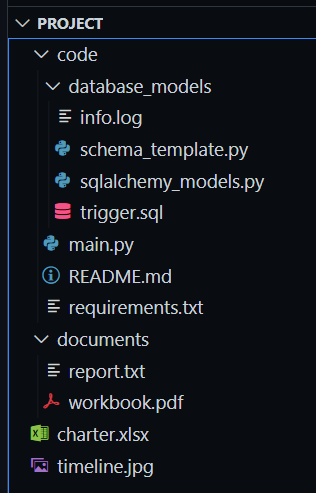 PROJECT
code
database_models
info.log
schema_template.py
sqlalchemy_models.py
trigger.sql
main.py
README.md
requirements.txt
documents
report.txt
workbook.pdf
charter.xlsx
timeline.jpg